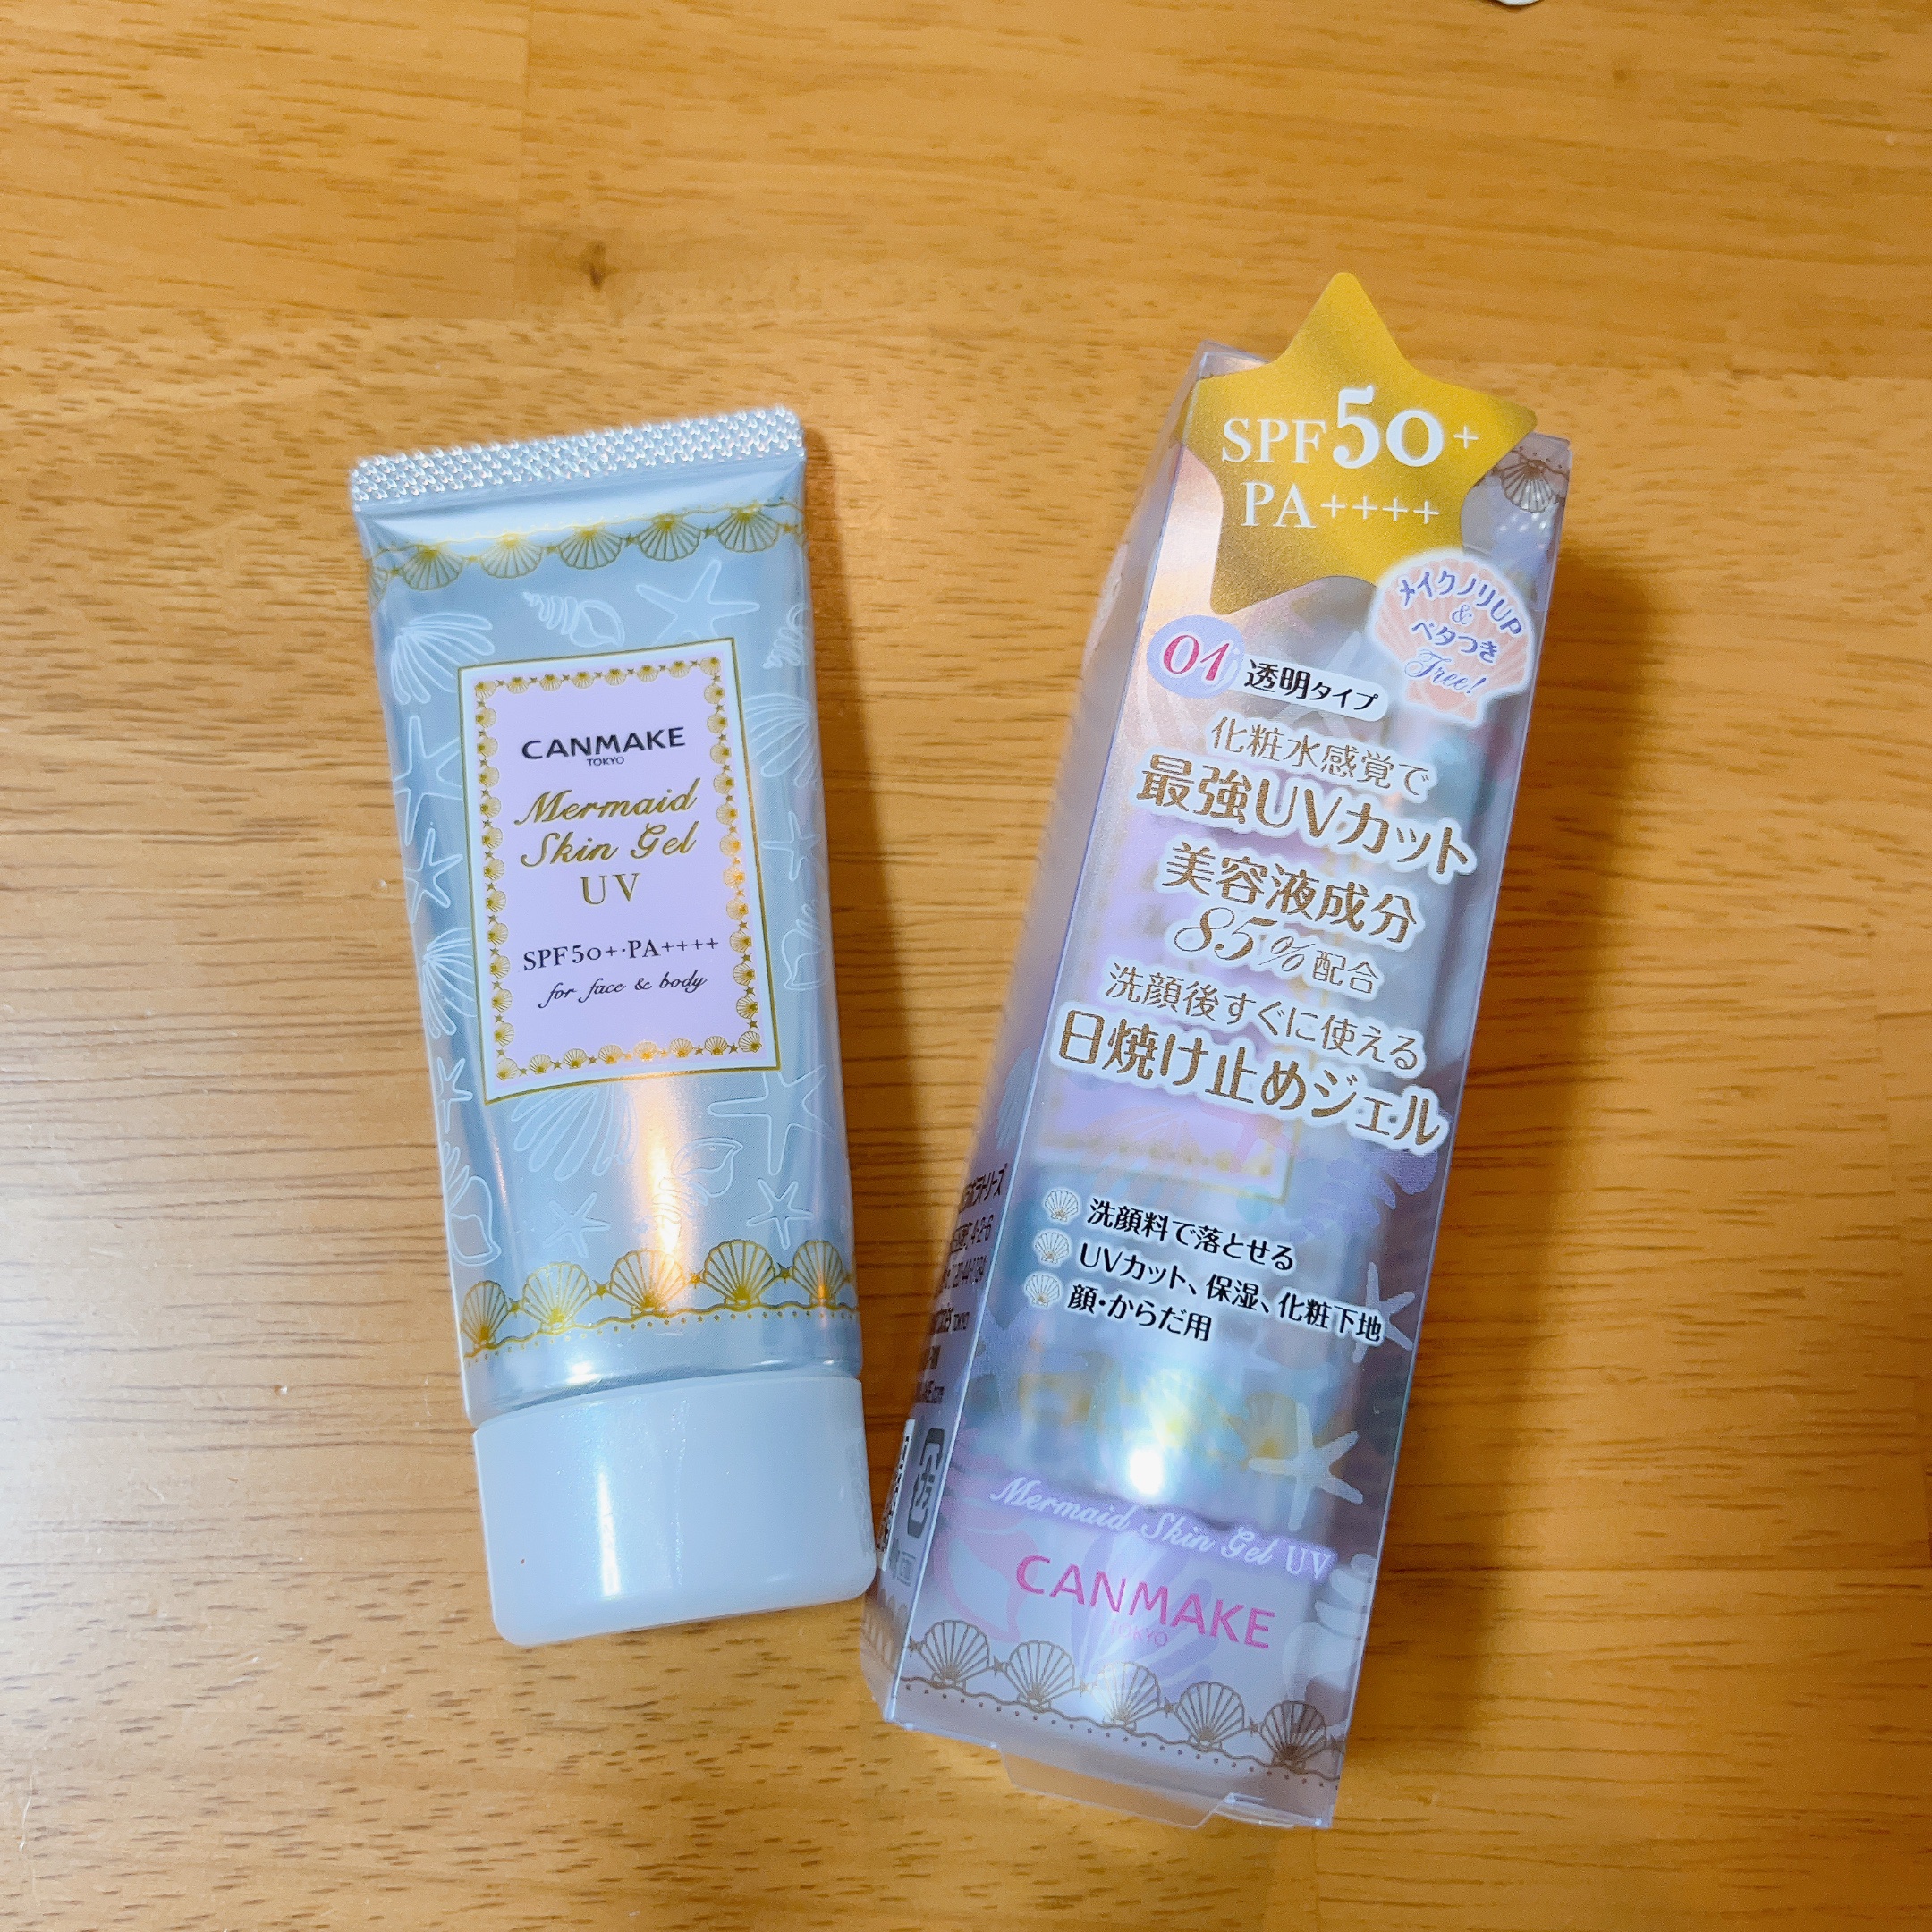 CANMAKE
TOKYO
Mermaid
Skin Gel
UV
SPF50+・PA++++
for face & body
SPF50+
PA++++
メイクノリUP
&
ベタつき
Free!
01 透明タイプ
化粧水感覚で
最強UVカット
美容液成分
85%配合
洗顔後すぐに使える
日焼け止めジェル
洗顔料で落とせる
UVカット、保湿、化粧下地
顔・からだ用
Mermaid Skin Gel UV
CANMAKE
TOKYO
4-2-6